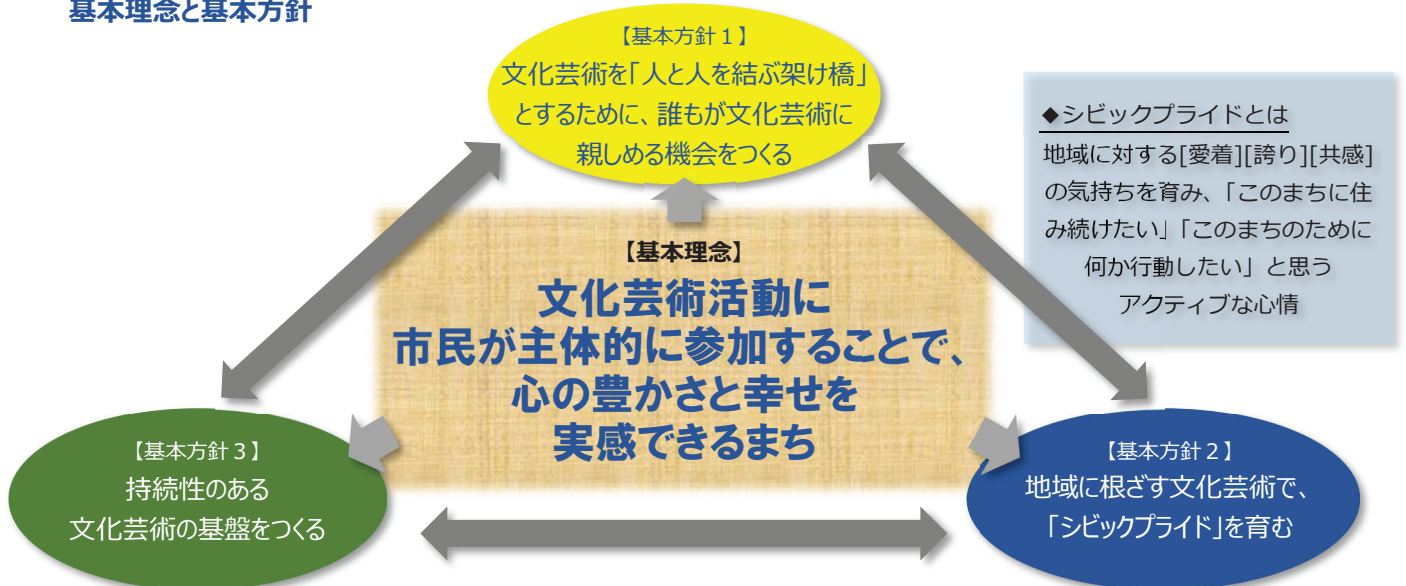 基本理念と基本方針
【基本方針１】
文化芸術を「人と人を結ぶ架け橋」
とするために、誰もが文化芸術に
親しめる機会をつくる
◆シビックプライドとは
地域に対する[愛着][誇り][共感]
の気持ちを育み、「このまちに住
み続けたい」「このまちのために
何か行動したい」と思う
アクティブな心情
【基本理念】
文化芸術活動に
市民が主体的に参加することで、
心の豊かさと幸せを
実感できるまち
【基本方針３】
持続性のある
文化芸術の基盤をつくる
【基本方針２】
地域に根ざす文化芸術で、
「シビックプライド」を育む